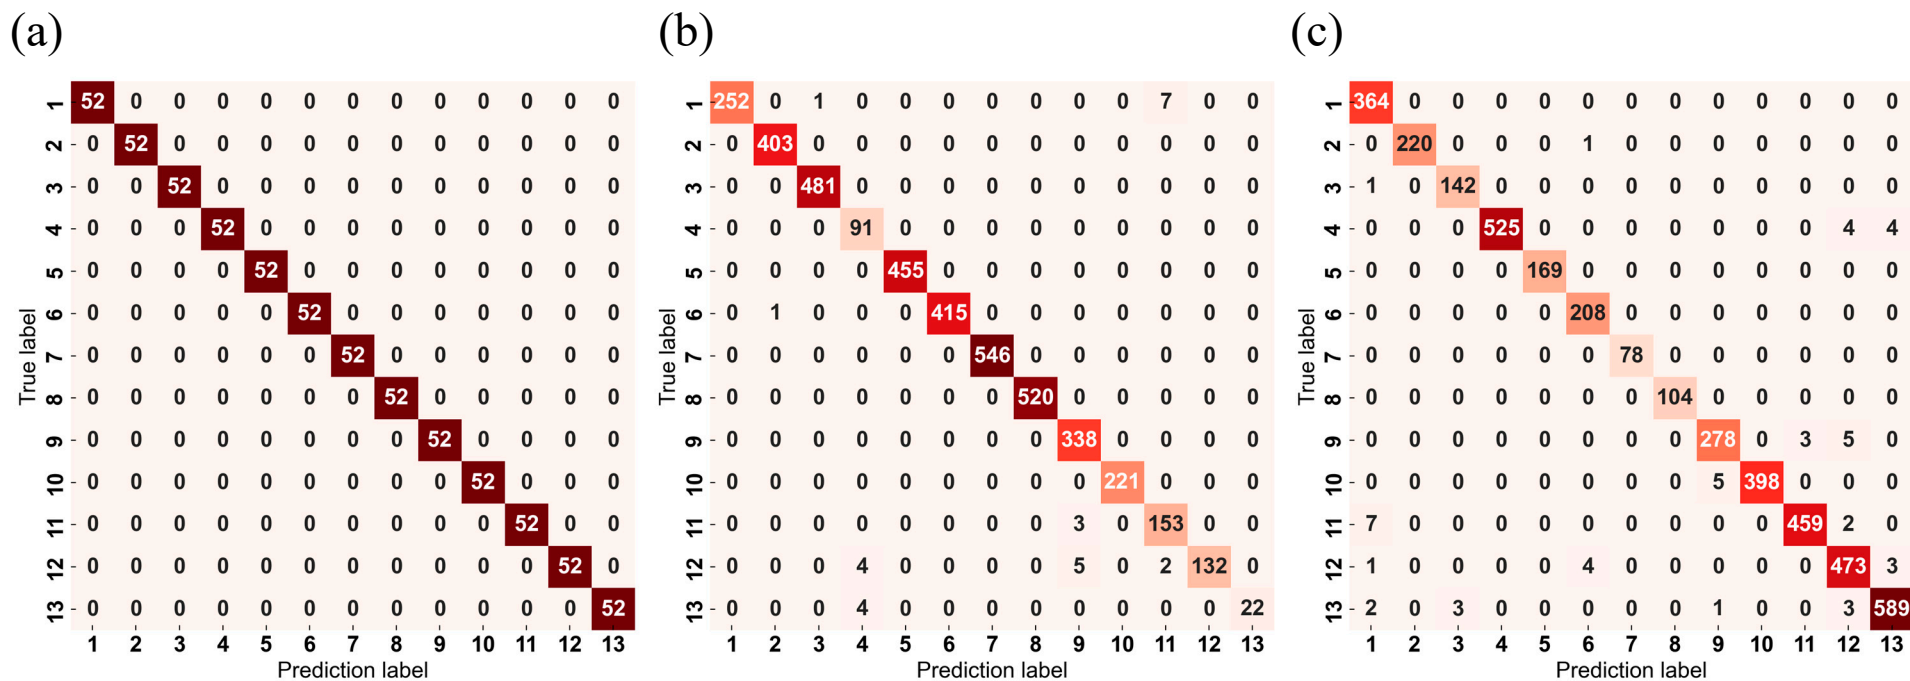 (a) (b) (c)
1 52 0 0 0 0 0 0 0 0 0 0 0 0
2 0 52 0 0 0 0 0 0 0 0 0 0 0
3 0 0 52 0 0 0 0 0 0 0 0 0 0
4 0 0 0 52 0 0 0 0 0 0 0 0 0
5 0 0 0 0 52 0 0 0 0 0 0 0 0
6 0 0 0 0 0 52 0 0 0 0 0 0 0
7 0 0 0 0 0 0 52 0 0 0 0 0 0
8 0 0 0 0 0 0 0 52 0 0 0 0 0
9 0 0 0 0 0 0 0 0 52 0 0 0 0
10 0 0 0 0 0 0 0 0 0 52 0 0 0
11 0 0 0 0 0 0 0 0 0 0 52 0 0
12 0 0 0 0 0 0 0 0 0 0 0 52 0
13 0 0 0 0 0 0 0 0 0 0 0 0 52
1 2 3 4 5 6 7 8 9 10 11 12 13
True label
Prediction label
1 252 0 1 0 0 0 0 0 0 0 7 0 0
2 0 403 0 0 0 0 0 0 0 0 0 0 0
3 0 0 481 0 0 0 0 0 0 0 0 0 0
4 0 0 0 91 0 0 0 0 0 0 0 0 0
5 0 0 0 0 455 0 0 0 0 0 0 0 0
6 0 1 0 0 0 415 0 0 0 0 0 0 0
7 0 0 0 0 0 0 546 0 0 0 0 0 0
8 0 0 0 0 0 0 0 520 0 0 0 0 0
9 0 0 0 0 0 0 0 0 338 0 0 0 0
10 0 0 0 0 0 0 0 0 0 221 0 0 0
11 0 0 0 0 0 0 0 0 3 0 153 0 0
12 0 0 0 4 0 0 0 0 5 0 2 132 0
13 0 0 0 4 0 0 0 0 0 0 0 0 22
1 2 3 4 5 6 7 8 9 10 11 12 13
True label
Prediction label
1 364 0 0 0 0 0 0 0 0 0 0 0 0
2 0 220 0 0 0 1 0 0 0 0 0 0 0
3 1 0 142 0 0 0 0 0 0 0 0 0 0
4 0 0 0 525 0 0 0 0 0 0 0 4 4
5 0 0 0 0 169 0 0 0 0 0 0 0 0
6 0 0 0 0 0 208 0 0 0 0 0 0 0
7 0 0 0 0 0 0 78 0 0 0 0 0 0
8 0 0 0 0 0 0 0 104 0 0 0 0 0
9 0 0 0 0 0 0 0 0 278 0 3 5 0
10 0 0 0 0 0 0 0 0 5 398 0 0 0
11 7 0 0 0 0 0 0 0 0 0 459 2 0
12 1 0 0 0 0 4 0 0 0 0 0 473 3
13 2 0 3 0 0 0 0 0 1 0 0 3 589
1 2 3 4 5 6 7 8 9 10 11 12 13
True label
Prediction label